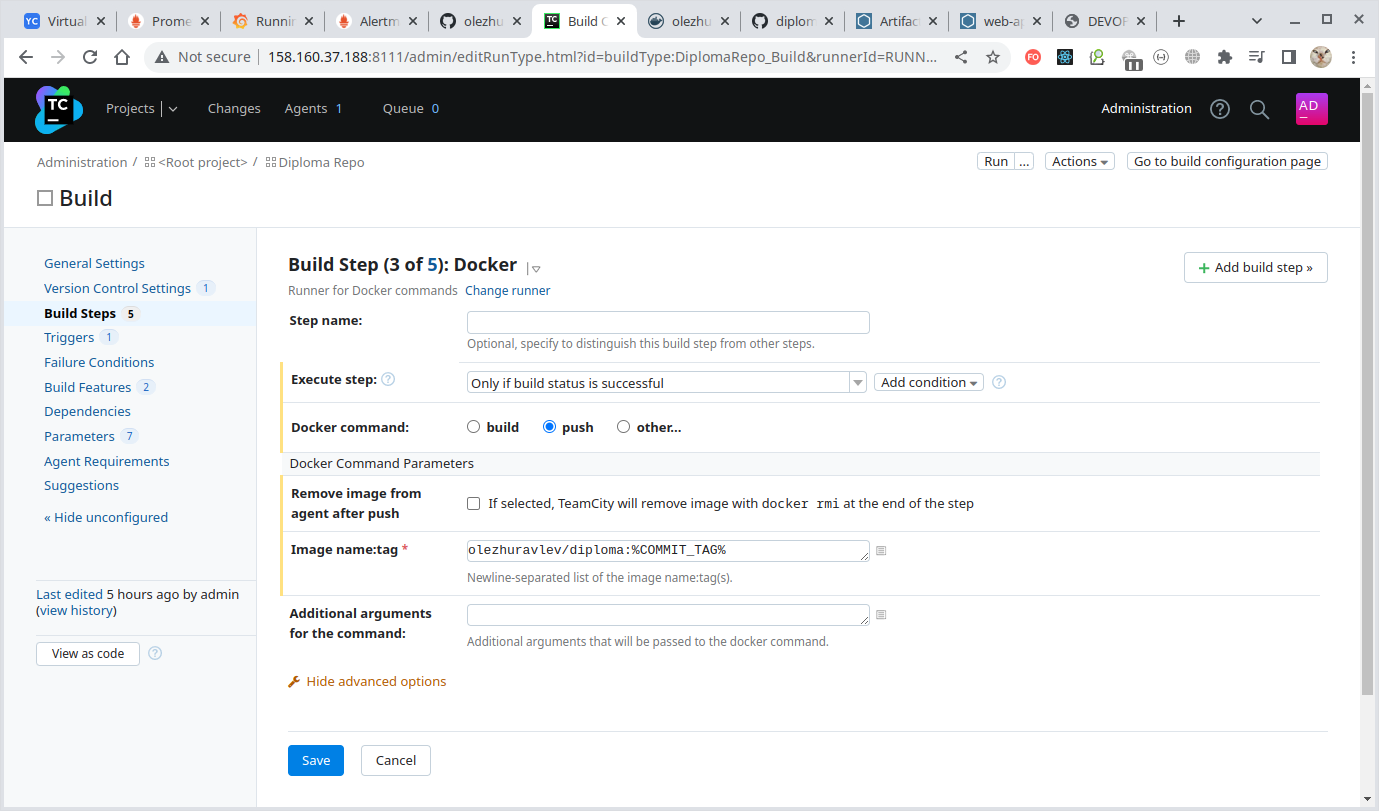 YC Virtual Prome Runnin Alertm olezhu Build C olezhu diplom Artifac web-a DEVOP
Not secure 158.160.37.188:8111/admin/editRunType.html?id=buildType:DiplomaRepo_Build&runnerId=RUNN...
FO
TC Projects Changes Agents 1 Queue 0 Administration AD
Administration / <Root project> / Diploma Repo Run ... Actions Go to build configuration page
Build
General Settings
Version Control Settings 1
Build Steps 5
Triggers 1
Failure Conditions
Build Features 2
Dependencies
Parameters 7
Agent Requirements
Suggestions
« Hide unconfigured
Last edited 5 hours ago by admin
(view history)
View as code ?
Build Step (3 of 5): Docker
+ Add build step »
Runner for Docker commands Change runner
Step name:
Optional, specify to distinguish this build step from other steps.
Execute step: ? Only if build status is successful Add condition ?
Docker command: build push other...
Docker Command Parameters
Remove image from
agent after push
If selected, TeamCity will remove image with docker rmi at the end of the step
Image name:tag * olezhuravlev/diploma:%COMMIT_TAG%
Newline-separated list of the image name:tag(s).
Additional arguments
for the command:
Additional arguments that will be passed to the docker command.
Hide advanced options
Save Cancel